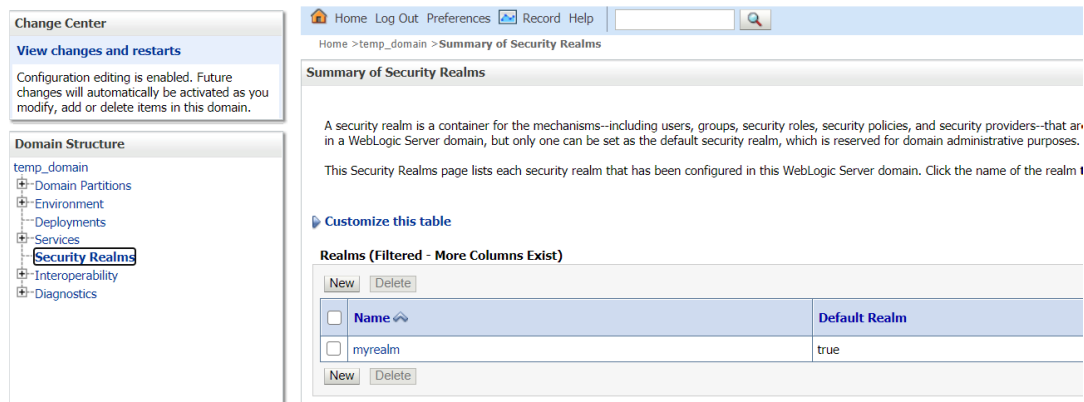 Change Center
View changes and restarts
Configuration editing is enabled. Future
changes will automatically be activated as you
modify, add or delete items in this domain.
Domain Structure
temp_domain
Domain Partitions
Environment
Deployments
Services
Security Realms
Interoperability
Diagnostics
Home Log Out Preferences Record Help
Home >temp_domain >Summary of Security Realms
Summary of Security Realms
A security realm is a container for the mechanisms--including users, groups, security roles, security policies, and security providers--that are
in a WebLogic Server domain, but only one can be set as the default security realm, which is reserved for domain administrative purposes.
This Security Realms page lists each security realm that has been configured in this WebLogic Server domain. Click the name of the realm
Customize this table
Realms (Filtered - More Columns Exist)
New Delete
Name Default Realm
myrealm true
New Delete